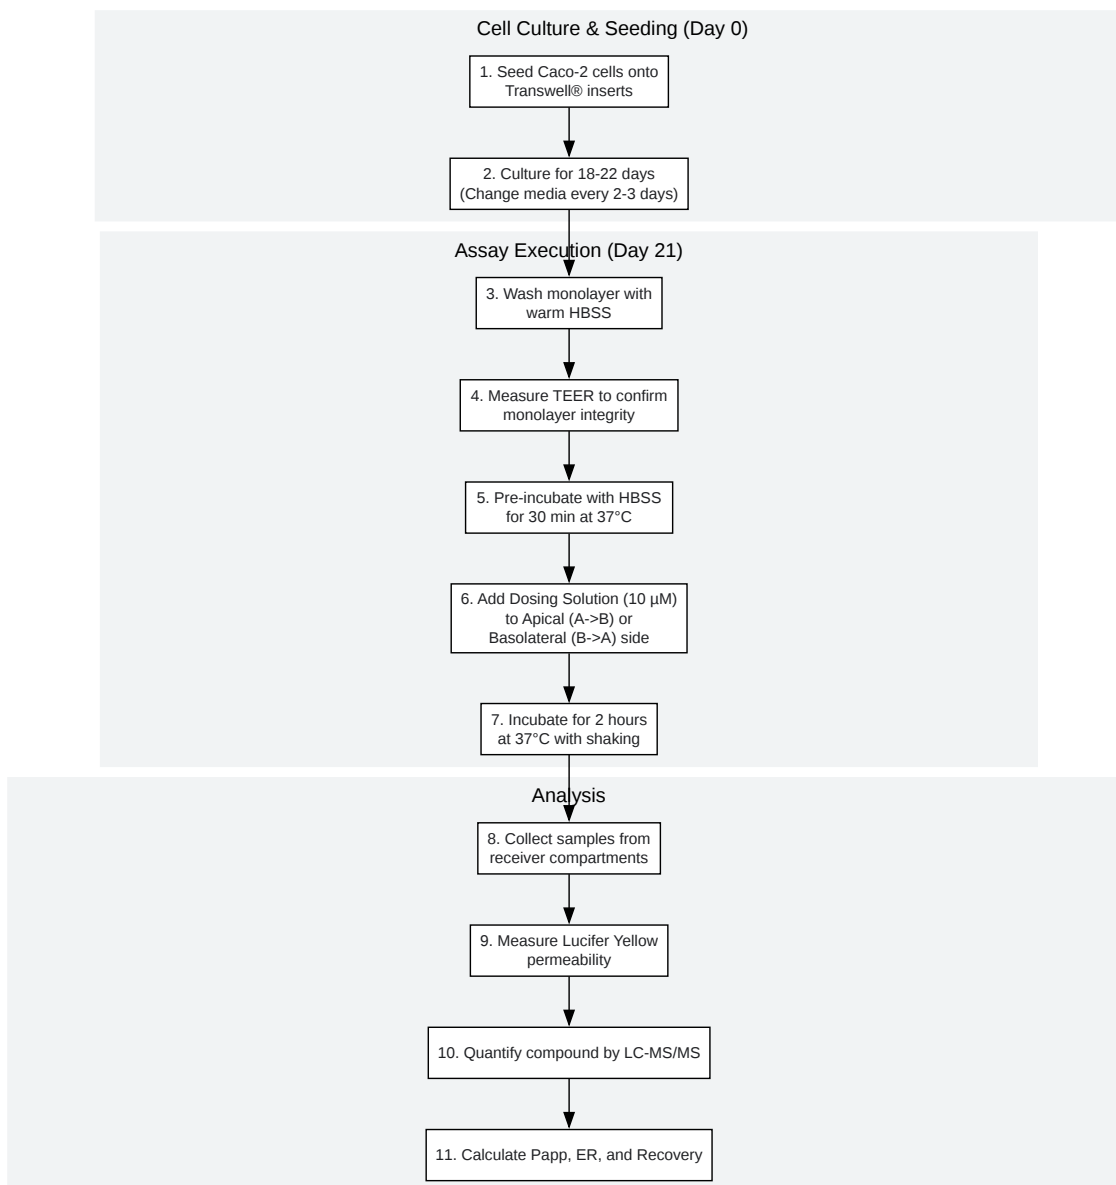 Cell Culture & Seeding (Day 0)
1. Seed Caco-2 cells onto
Transwell® inserts
2. Culture for 18-22 days
(Change media every 2-3 days)
Assay Execution (Day 21)
3. Wash monolayer with
warm HBSS
4. Measure TEER to confirm
monolayer integrity
5. Pre-incubate with HBSS
for 30 min at 37°C
6. Add Dosing Solution (10 µM)
to Apical (A->B) or
Basolateral (B->A) side
7. Incubate for 2 hours
at 37°C with shaking
Analysis
8. Collect samples from
receiver compartments
9. Measure Lucifer Yellow
permeability
10. Quantify compound by LC-MS/MS
11. Calculate Papp, ER, and Recovery